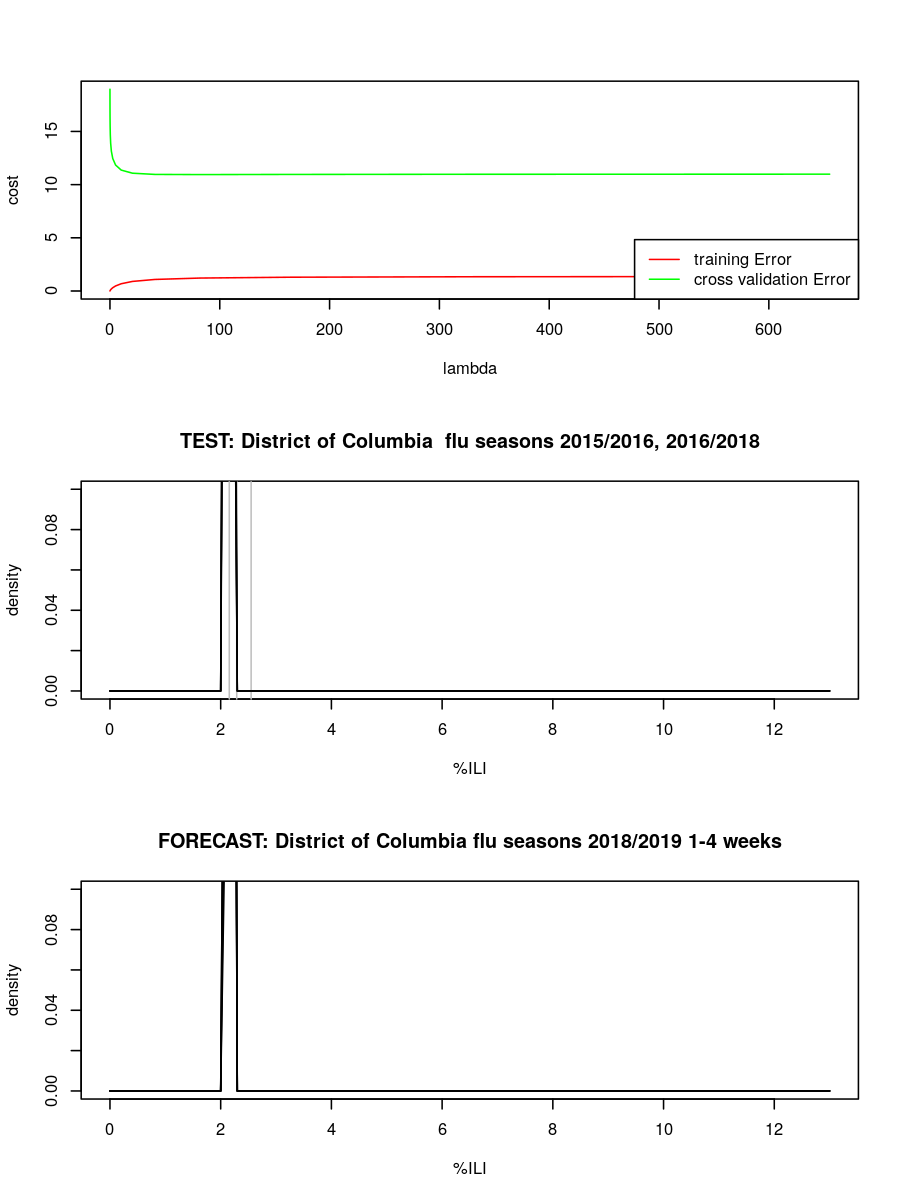 15
10
5
0
cost
training Error
cross validation Error
0 100 200 300 400 500 600
lambda
TEST: District of Columbia  flu seasons 2015/2016, 2016/2018
0.08
0.04
0.00
density
0 2 4 6 8 10 12
%ILI
FORECAST: District of Columbia flu seasons 2018/2019 1-4 weeks
0.08
0.04
0.00
density
0 2 4 6 8 10 12
%ILI